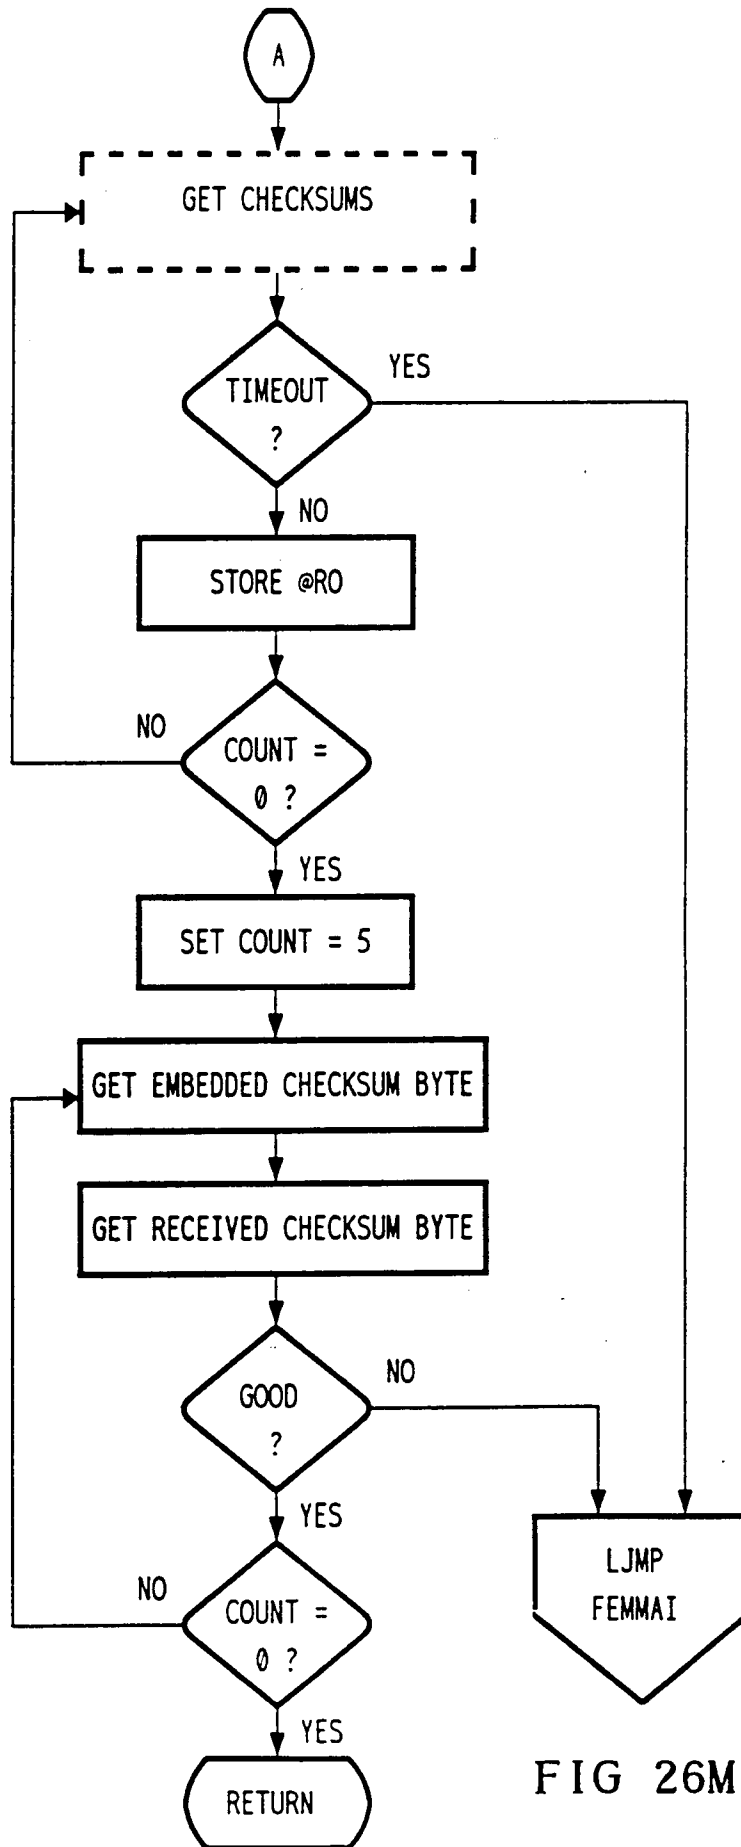 A
GET CHECKSUMS
TIMEOUT
?
YES
NO
STORE @RO
NO
COUNT =
0 ?
YES
SET COUNT = 5
GET EMBEDDED CHECKSUM BYTE
GET RECEIVED CHECKSUM BYTE
GOOD
?
NO
YES
NO
COUNT =
0 ?
LJMP
FEMMAI
YES
RETURN
FIG 26M